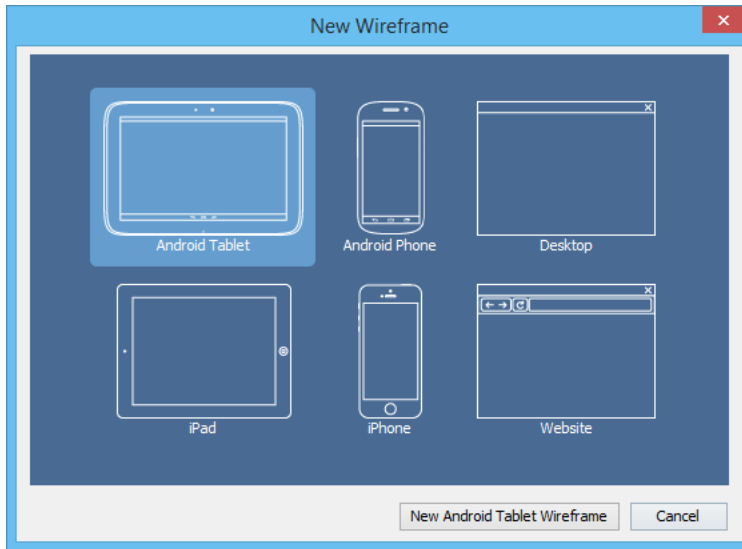 New Wireframe
Android Tablet
Android Phone
Desktop
iPad
iPhone
Website
New Android Tablet Wireframe
Cancel